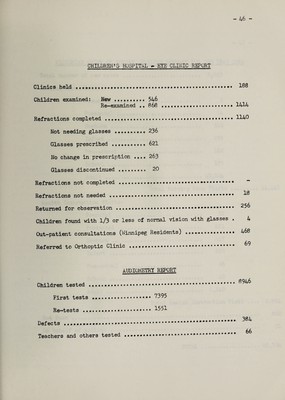 - 46 -
CHILDREN'S HOSPITAL - EYE CLINIC REPORT
Clinics held .......... 188
Children examined: New .......... 546
Re-examined .. 868 .......... 1414
Refractions completed .......... 1140
Not needing glasses .......... 236
Glasses prescribed .......... 621
No change in prescription .... 263
Glasses discontinued ......... 20
Refractions not completed .......... -
Refractions not needed .......... 18
Returned for observation .......... 256
Children found with 1/3 or less of normal vision with glasses . 4
Out-patient consultations (Winnipeg Residents) .......... 468
Referred to Orthoptic Clinic .......... 69
AUDIOMETRY REPORT
Children tested .......... 8946
First tests .......... 7395
Re-tests .......... 1551
Defects .......... 384
Teachers and others tested .......... 66